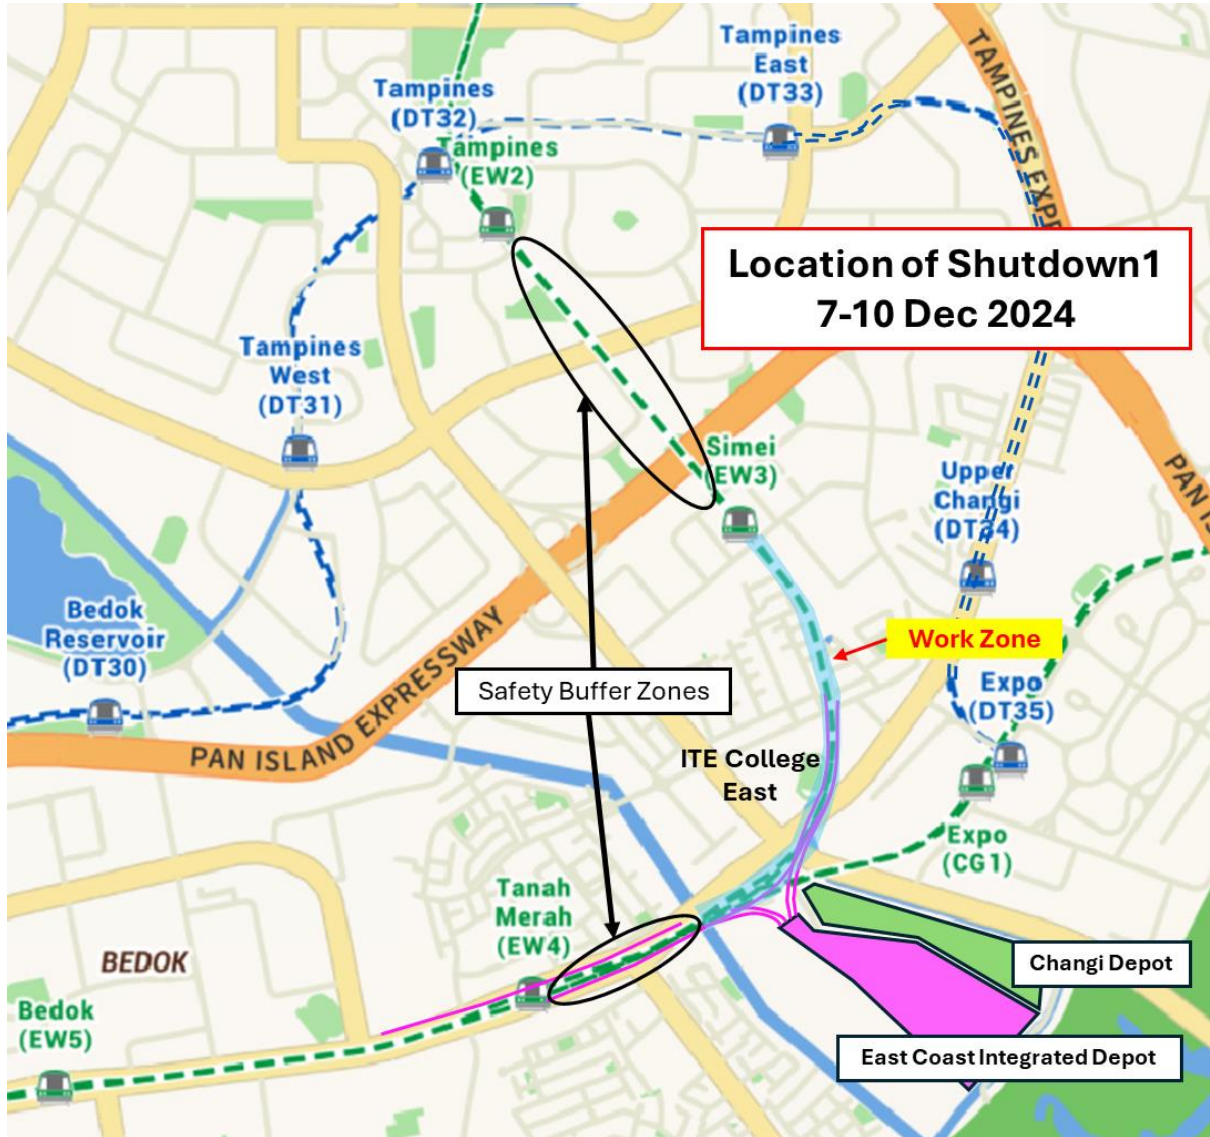 Tampines
East
(DT33)
TAMPINES EXP
Tampines
(DT32)
Tampines
(EW2)
Location of Shutdown1
7-10 Dec 2024
Tampines
West
(DT31)
Simei
(EW3)
Upper
Changi
(DT34)
PAN IS
Bedok
Reservoir
(DT30)
Work Zone
Safety Buffer Zones
Expo
(DT35)
PAN ISLAND EXPRESSWAY
ITE College
East
Expo
(CG1)
Tanah
Merah
(EW4)
BEDOK
Changi Depot
Bedok
(EW5)
East Coast Integrated Depot